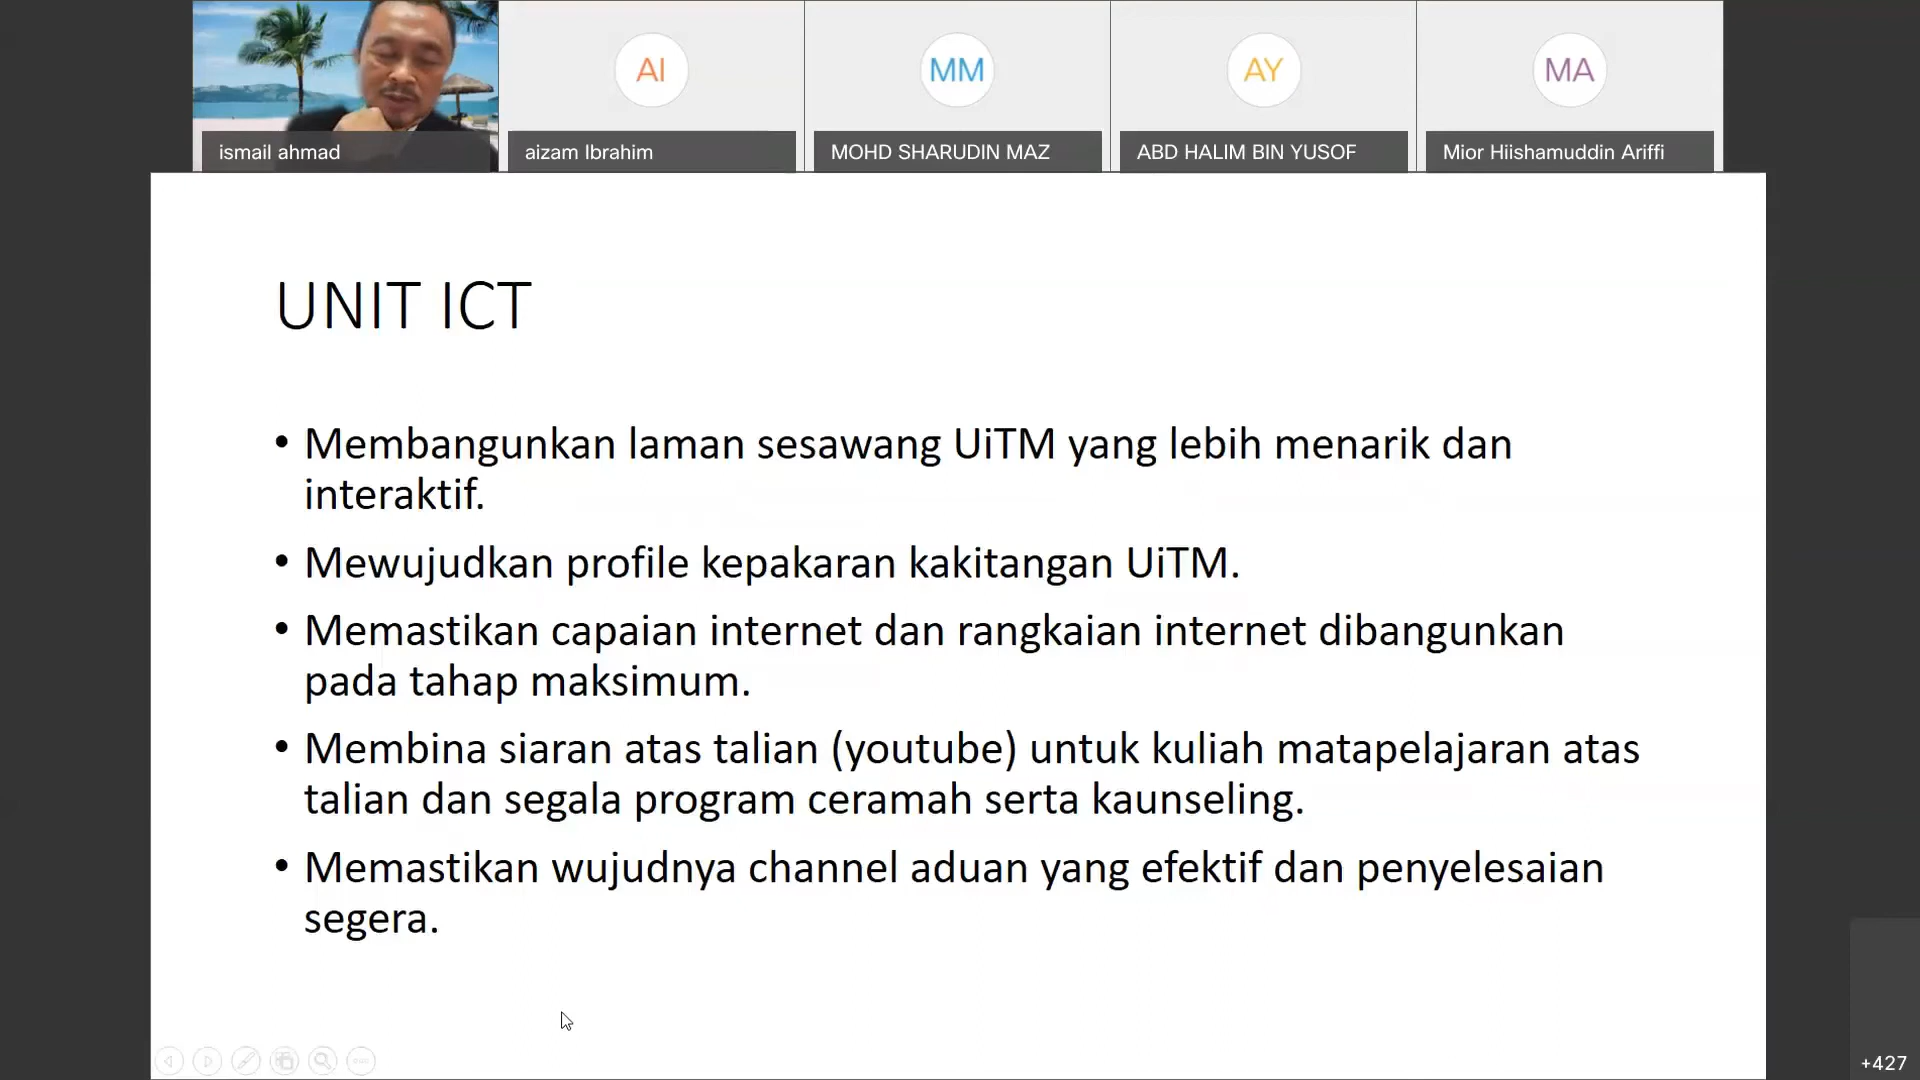 AI
MM
AY
MA
ismail ahmad
aizam Ibrahim
MOHD SHARUDIN MAZ
ABD HALIM BIN YUSOF
Mior Hiishamuddin Ariffi
UNIT ICT
• Membangunkan laman sesawang UiTM yang lebih menarik dan
interaktif.
• Mewujudkan profile kepakaran kakitangan UiTM.
• Memastikan capaian internet dan rangkaian internet dibangunkan
pada tahap maksimum.
• Membina siaran atas talian (youtube) untuk kuliah matapelajaran atas
talian dan segala program ceramah serta kaunseling.
• Memastikan wujudnya channel aduan yang efektif dan penyelesaian
segera.
+427